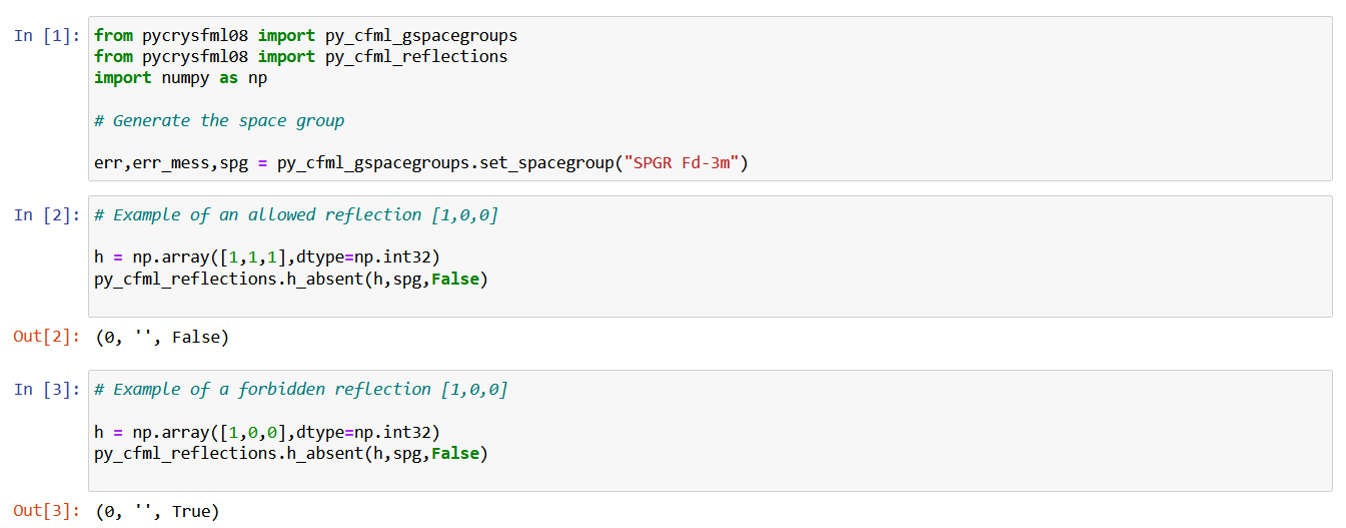 In [1]: from pycrysfml08 import py_cfml_gspacegroups
from pycrysfml08 import py_cfml_reflections
import numpy as np
# Generate the space group
err,err_mess,spg = py_cfml_gspacegroups.set_spacegroup("SPGR Fd-3m")
In [2]: # Example of an allowed reflection [1,0,0]
h = np.array([1,1,1],dtype=np.int32)
py_cfml_reflections.h_absent(h,spg,False)
Out[2]: (0, '', False)
In [3]: # Example of a forbidden reflection [1,0,0]
h = np.array([1,0,0],dtype=np.int32)
py_cfml_reflections.h_absent(h,spg,False)
Out[3]: (0, '', True)